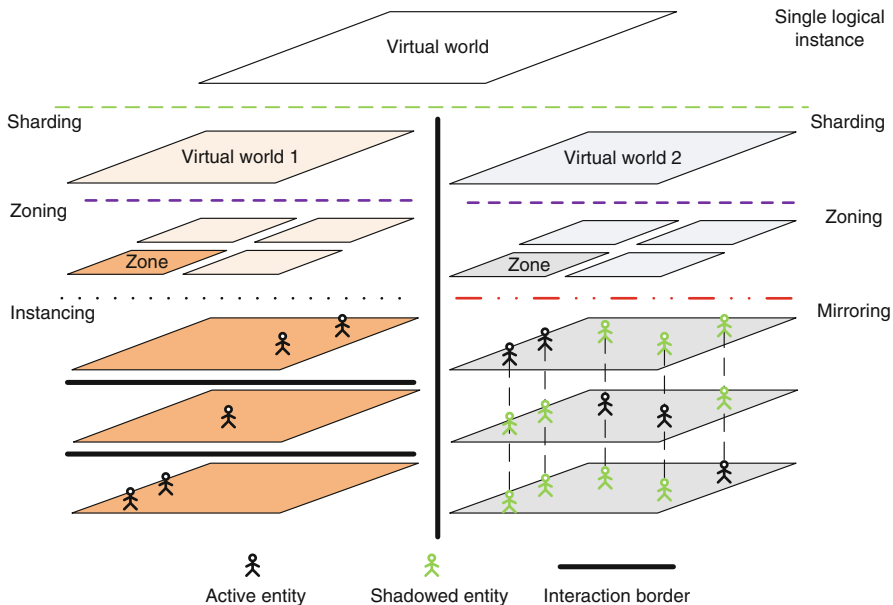 Virtual world
Single logical
instance
Sharding
Sharding
Virtual world 1
Virtual world 2
Zoning
Zoning
Zone
Zone
Instancing
Mirroring
Active entity
Shadowed entity
Interaction border